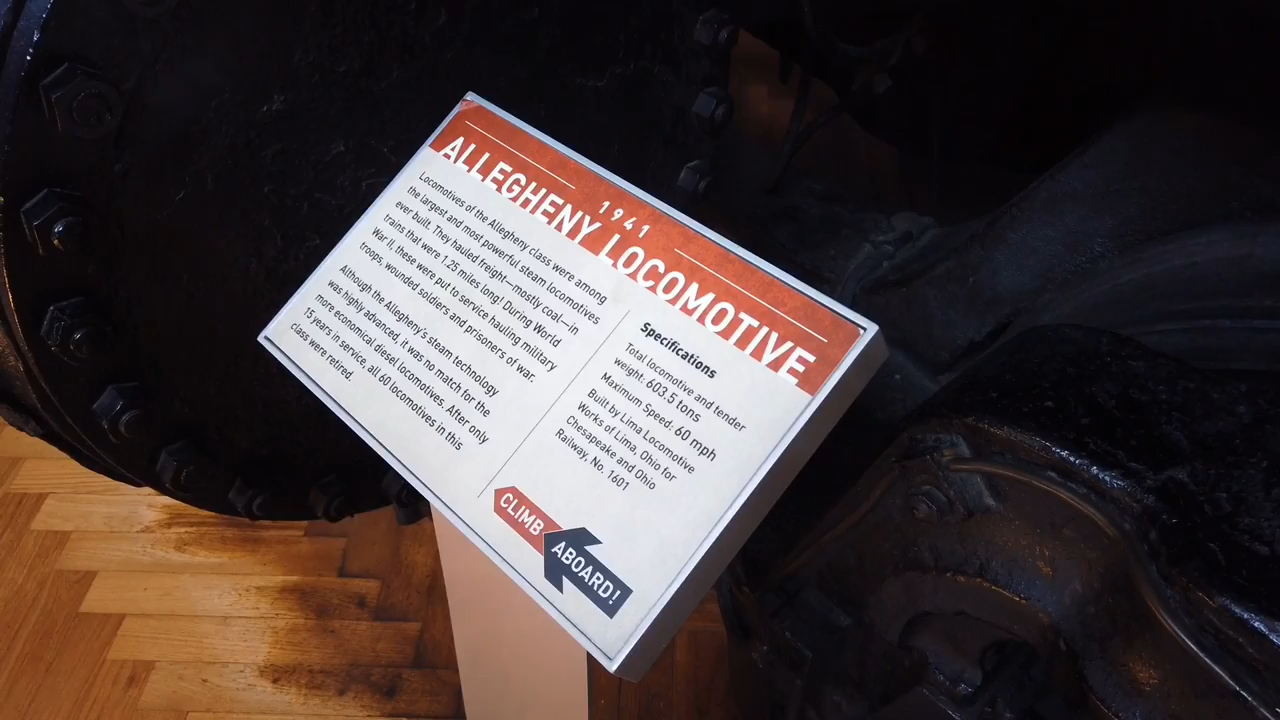 1941
ALLEGHENY LOCOMOTIVE
Locomotives of the Allegheny class were among
the largest and most powerful steam locomotives
ever built. They hauled freight—mostly coal—in
trains that were 1.25 miles long! During World
War II, these were put to service hauling military
troops, wounded soldiers and prisoners of war.
Although the Allegheny's steam technology
was highly advanced, it was no match for the
more economical diesel locomotives. After only
15 years in service, all 60 locomotives in this
class were retired.
Specifications
Total locomotive and tender
weight: 603.5 tons
Maximum Speed: 60 mph
Built by Lima Locomotive
Works of Lima, Ohio for
Chesapeake and Ohio
Railway, No. 1601
CLIMB
ABOARD!